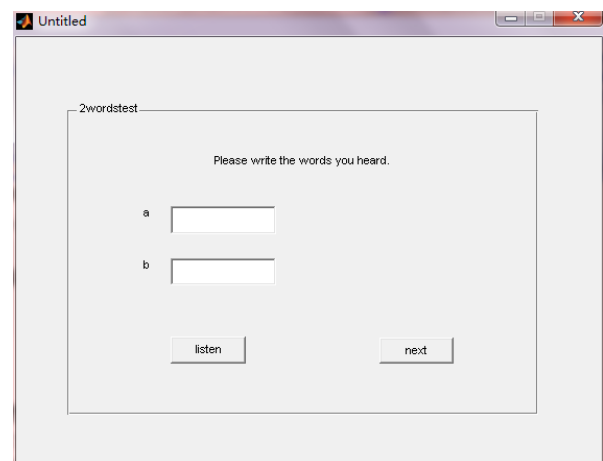 Untitled
2wordstest
Please write the words you heard.
a
b
listen
next